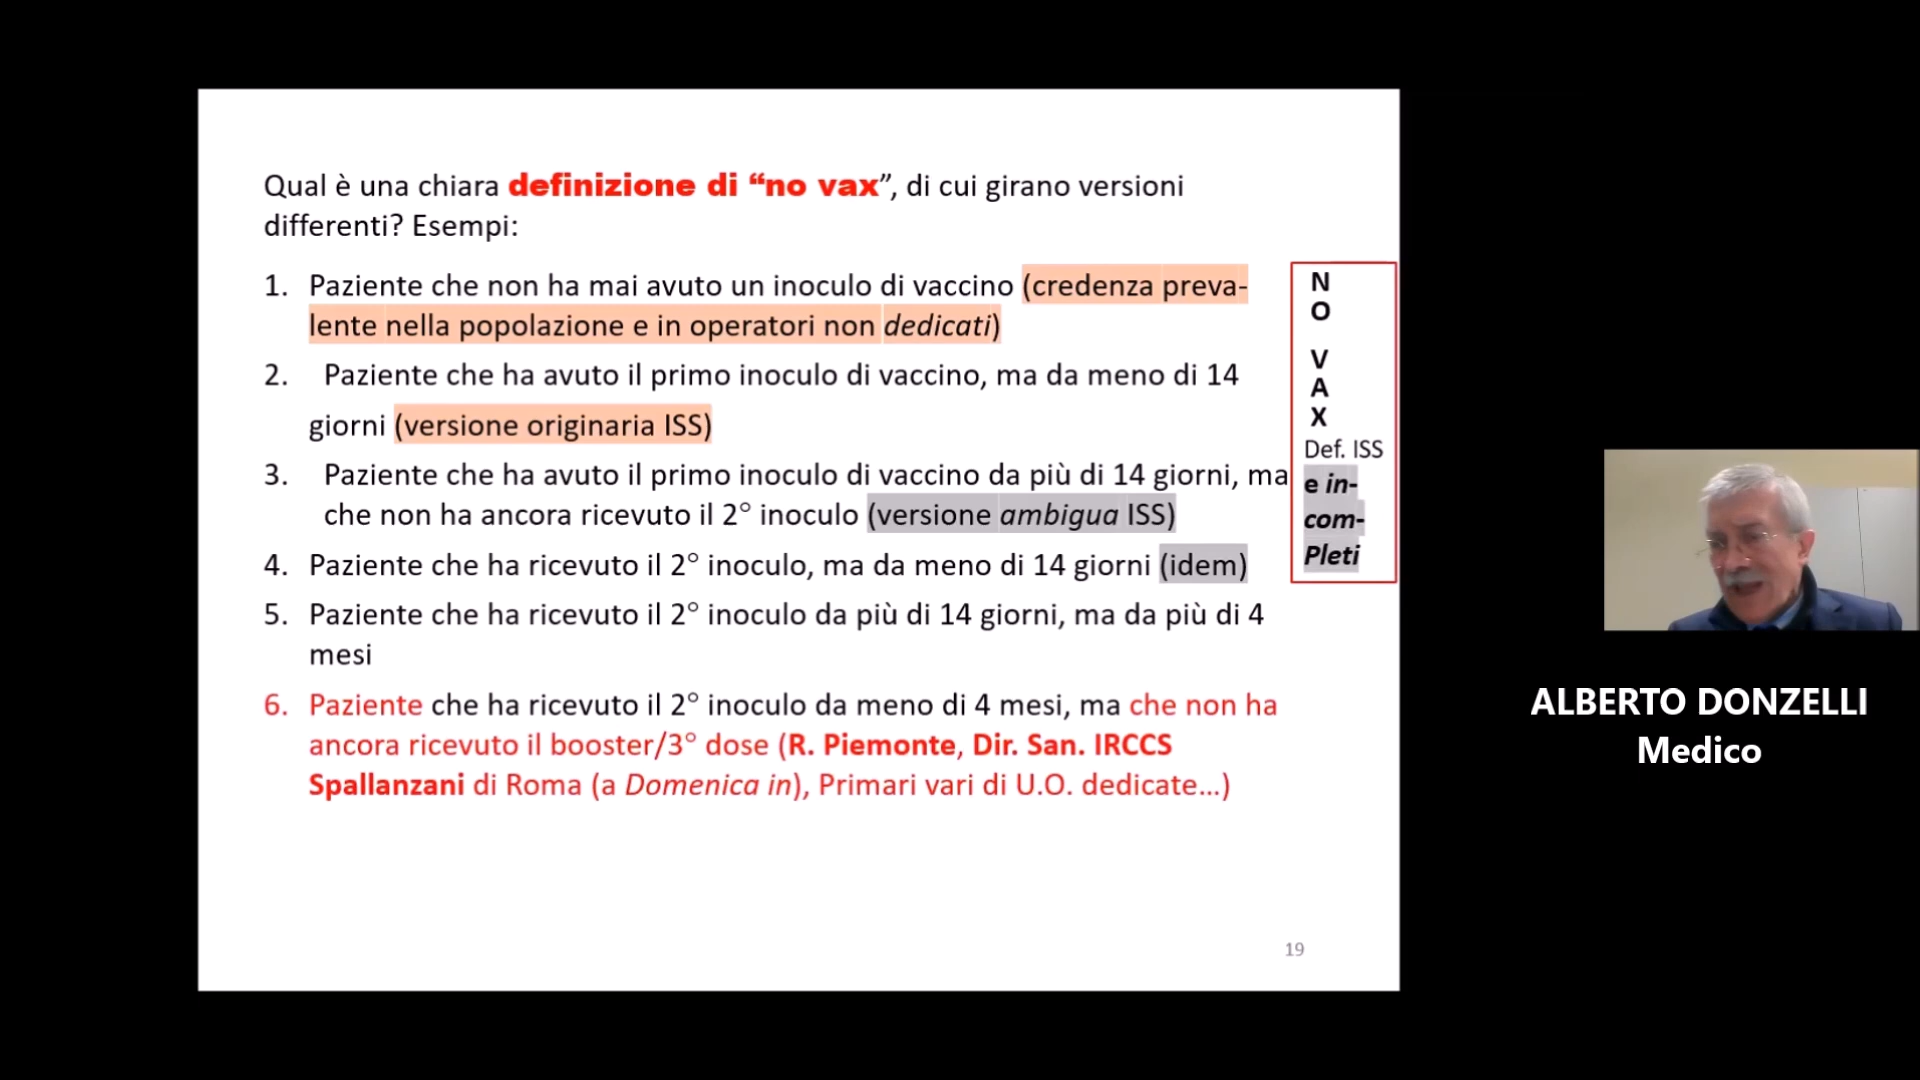 Qual è una chiara definizione di “no vax”, di cui girano versioni
differenti? Esempi:
1. Paziente che non ha mai avuto un inoculo di vaccino (credenza preva-
lente nella popolazione e in operatori non dedicati)
2. Paziente che ha avuto il primo inoculo di vaccino, ma da meno di 14
giorni (versione originaria ISS)
3. Paziente che ha avuto il primo inoculo di vaccino da più di 14 giorni, ma
che non ha ancora ricevuto il 2° inoculo (versione ambigua ISS)
4. Paziente che ha ricevuto il 2° inoculo, ma da meno di 14 giorni (idem)
5. Paziente che ha ricevuto il 2° inoculo da più di 14 giorni, ma da più di 4
mesi
6. Paziente che ha ricevuto il 2° inoculo da meno di 4 mesi, ma che non ha
ancora ricevuto il booster/3° dose (R. Piemonte, Dir. San. IRCCS
Spallanzani di Roma (a Domenica in), Primari vari di U.O. dedicate...)
N
O
V
A
X
Def. ISS
e in-
com-
Pleti
19
ALBERTO DONZELLI
Medico